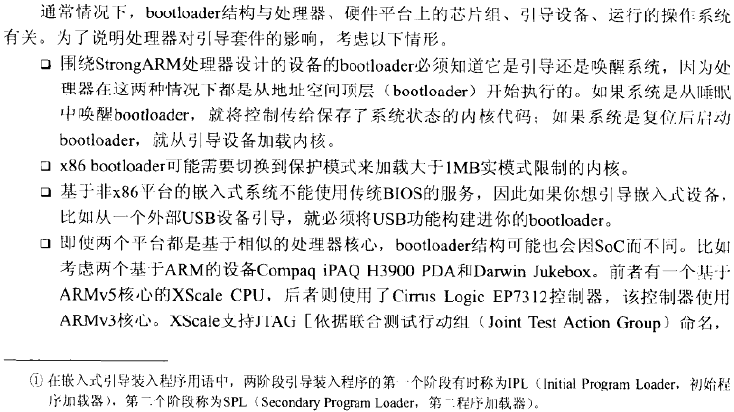 通常情况下，bootloader结构与处理器、硬件平台上的芯片组、引导设备、运行的操作系统
有关。为了说明处理器对引导套件的影响，考虑以下情形。
❑ 围绕StrongARM处理器设计的设备的bootloader必须知道它是引导还是唤醒系统，因为处
理器在这两种情况下都是从地址空间顶层（bootloader）开始执行的。如果系统是从睡眠
中唤醒bootloader，就将控制传给保存了系统状态的内核代码；如果系统是复位后启动
bootloader，就从引导设备加载内核。
❑ x86 bootloader可能需要切换到保护模式来加载大于1MB实模式限制的内核。
❑ 基于非x86平台的嵌入式系统不能使用传统BIOS的服务，因此如果你想引导嵌入式设备，
比如从一个外部USB设备引导，就必须将USB功能构建进你的bootloader。
❑ 即使两个平台都是基于相似的处理器核心，bootloader结构可能也会因SoC而不同。比如
考虑两个基于ARM的设备Compaq iPAQ H3900 PDA和Darwin Jukebox。前者有一个基于
ARMv5核心的XScale CPU，后者则使用了Cirrus Logic EP7312控制器，该控制器使用
ARMv3核心。XScale支持JTAG［依据联合测试行动组（Joint Test Action Group）命名，
① 在嵌入式引导装入程序用语中，两阶段引导装入程序的第一个阶段有时称为IPL（Initial Program Loader，初始程
序加载器），第二个阶段称为SPL（Secondary Program Loader，第二程序加载器）。